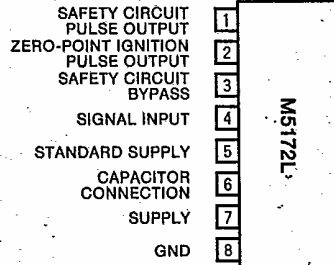 SAFETY CIRCUIT
PULSE OUTPUT
1
ZERO-POINT IGNITION
PULSE OUTPUT
2
SAFETY CIRCUIT
BYPASS
3
SIGNAL INPUT
4
STANDARD SUPPLY
5
CAPACITOR
CONNECTION
6
SUPPLY
7
GND
8
M5172L